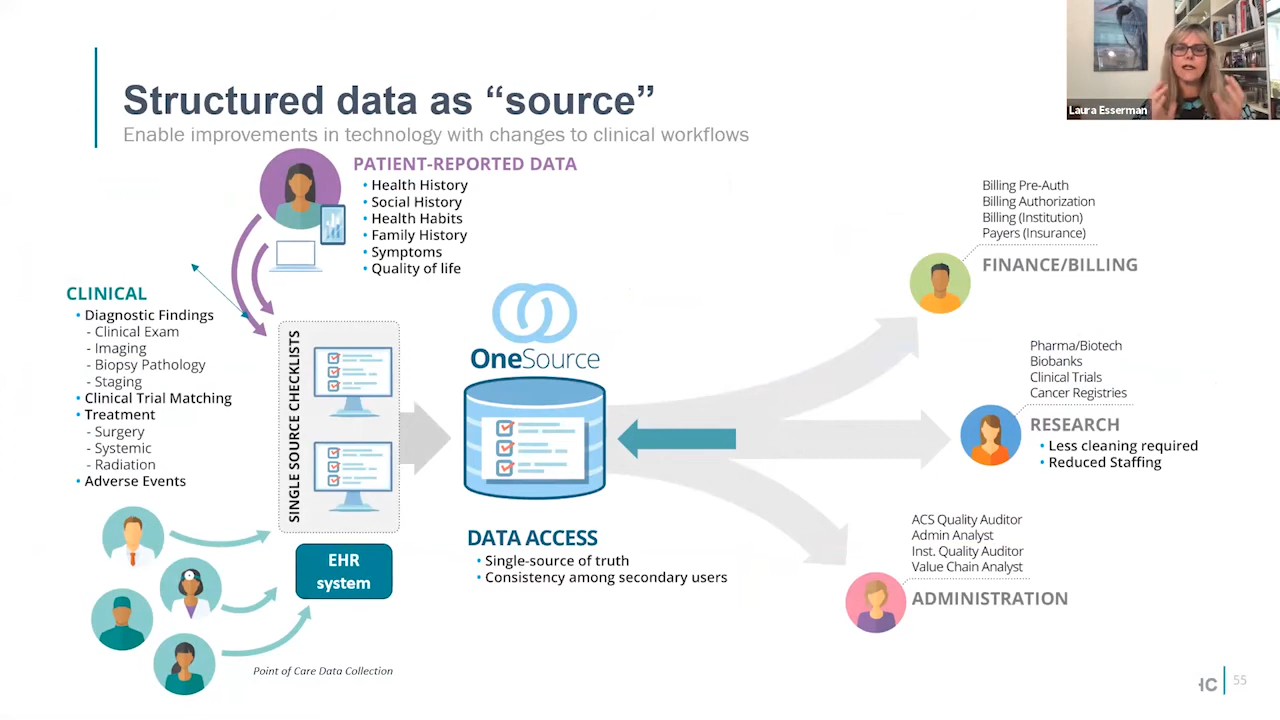 Laura Esserman
Structured data as “source”
Enable improvements in technology with changes to clinical workflows
PATIENT-REPORTED DATA
• Health History
• Social History
• Health Habits
• Family History
• Symptoms
• Quality of life
CLINICAL
• Diagnostic Findings
- Clinical Exam
- Imaging
- Biopsy Pathology
- Staging
• Clinical Trial Matching
• Treatment
- Surgery
- Systemic
- Radiation
• Adverse Events
SINGLE SOURCE CHECKLISTS
EHR
system
Point of Care Data Collection
OneSource
DATA ACCESS
• Single-source of truth
• Consistency among secondary users
Billing Pre-Auth
Billing Authorization
Billing (Institution)
Payers (Insurance)
FINANCE/BILLING
Pharma/Biotech
Biobanks
Clinical Trials
Cancer Registries
RESEARCH
• Less cleaning required
• Reduced Staffing
ACS Quality Auditor
Admin Analyst
Inst. Quality Auditor
Value Chain Analyst
ADMINISTRATION
55